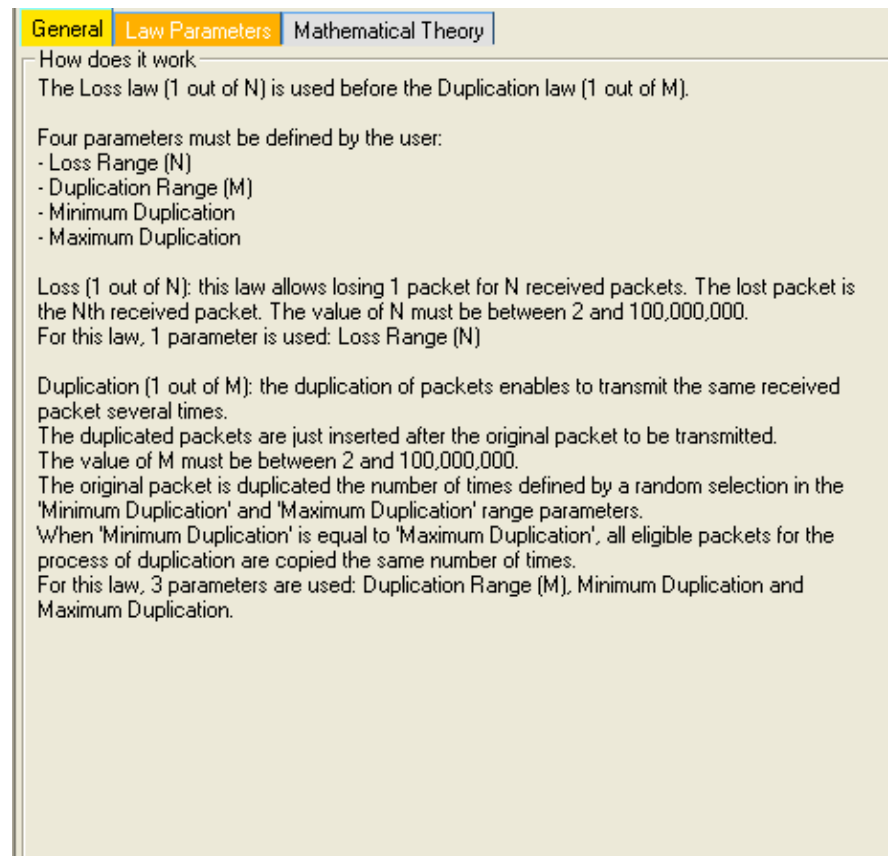 General Law Parameters Mathematical Theory
How does it work
The Loss law (1 out of N) is used before the Duplication law (1 out of M).
Four parameters must be defined by the user:
- Loss Range (N)
- Duplication Range (M)
- Minimum Duplication
- Maximum Duplication
Loss (1 out of N): this law allows losing 1 packet for N received packets. The lost packet is
the Nth received packet. The value of N must be between 2 and 100,000,000.
For this law, 1 parameter is used: Loss Range (N)
Duplication (1 out of M): the duplication of packets enables to transmit the same received
packet several times.
The duplicated packets are just inserted after the original packet to be transmitted.
The value of M must be between 2 and 100,000,000.
The original packet is duplicated the number of times defined by a random selection in the
'Minimum Duplication' and 'Maximum Duplication' range parameters.
When 'Minimum Duplication' is equal to 'Maximum Duplication', all eligible packets for the
process of duplication are copied the same number of times.
For this law, 3 parameters are used: Duplication Range (M), Minimum Duplication and
Maximum Duplication.